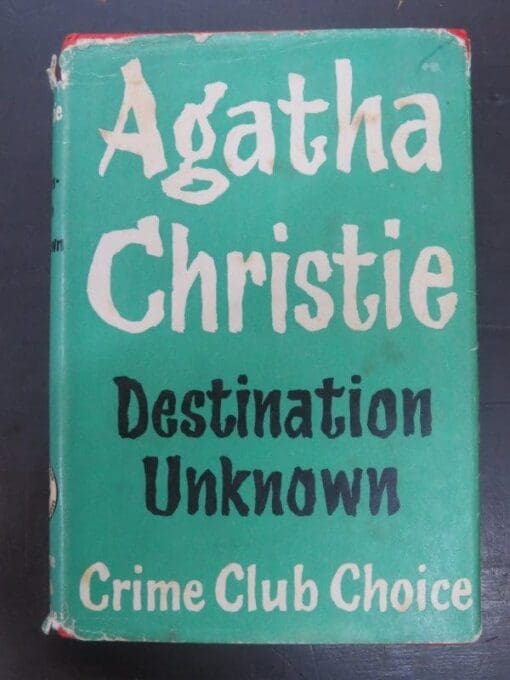 Agatha
Christie
Destination
Unknown
Crime Club Choice